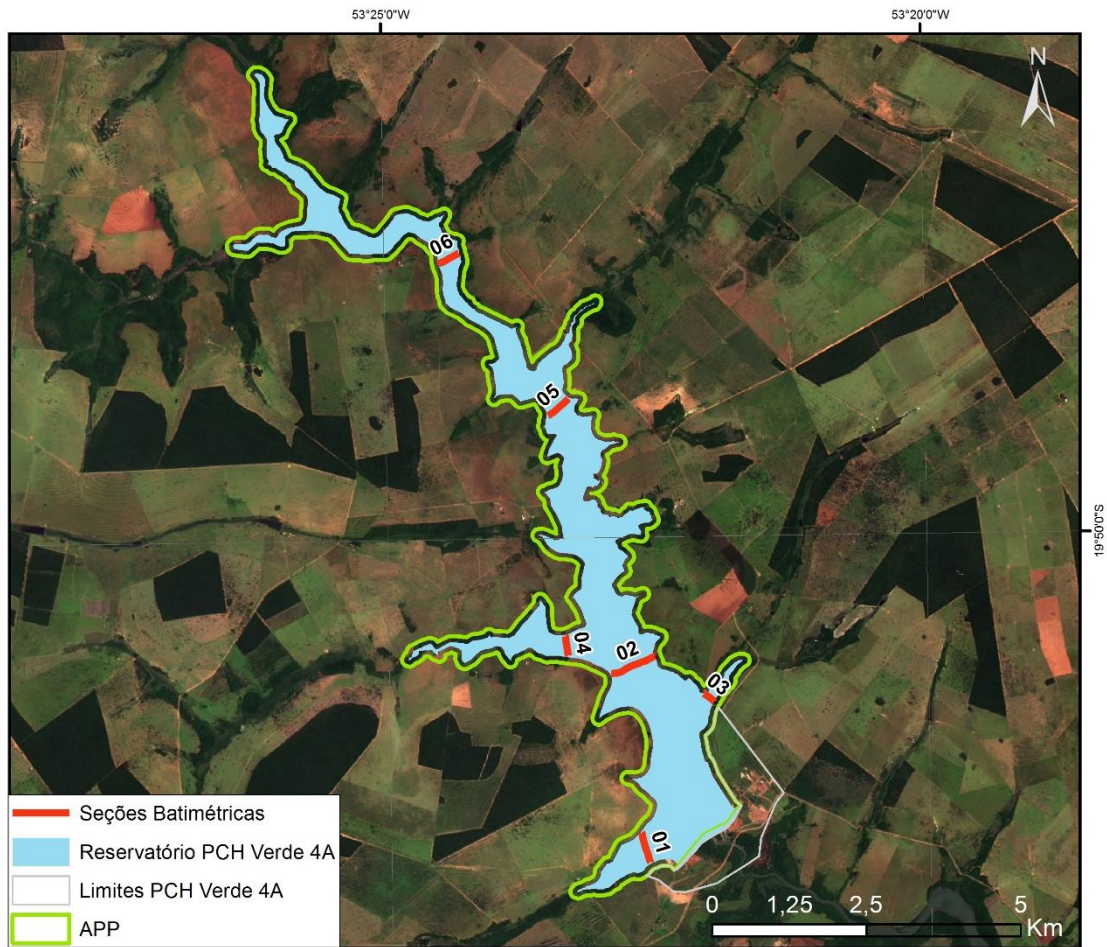 53°25'0"W
53°20'0"W
N
06
05
19°50'0"S
04
02
03
01
Seções Batimétricas
Reservatório PCH Verde 4A
Limites PCH Verde 4A
APP
0 1,25 2,5 5
Km